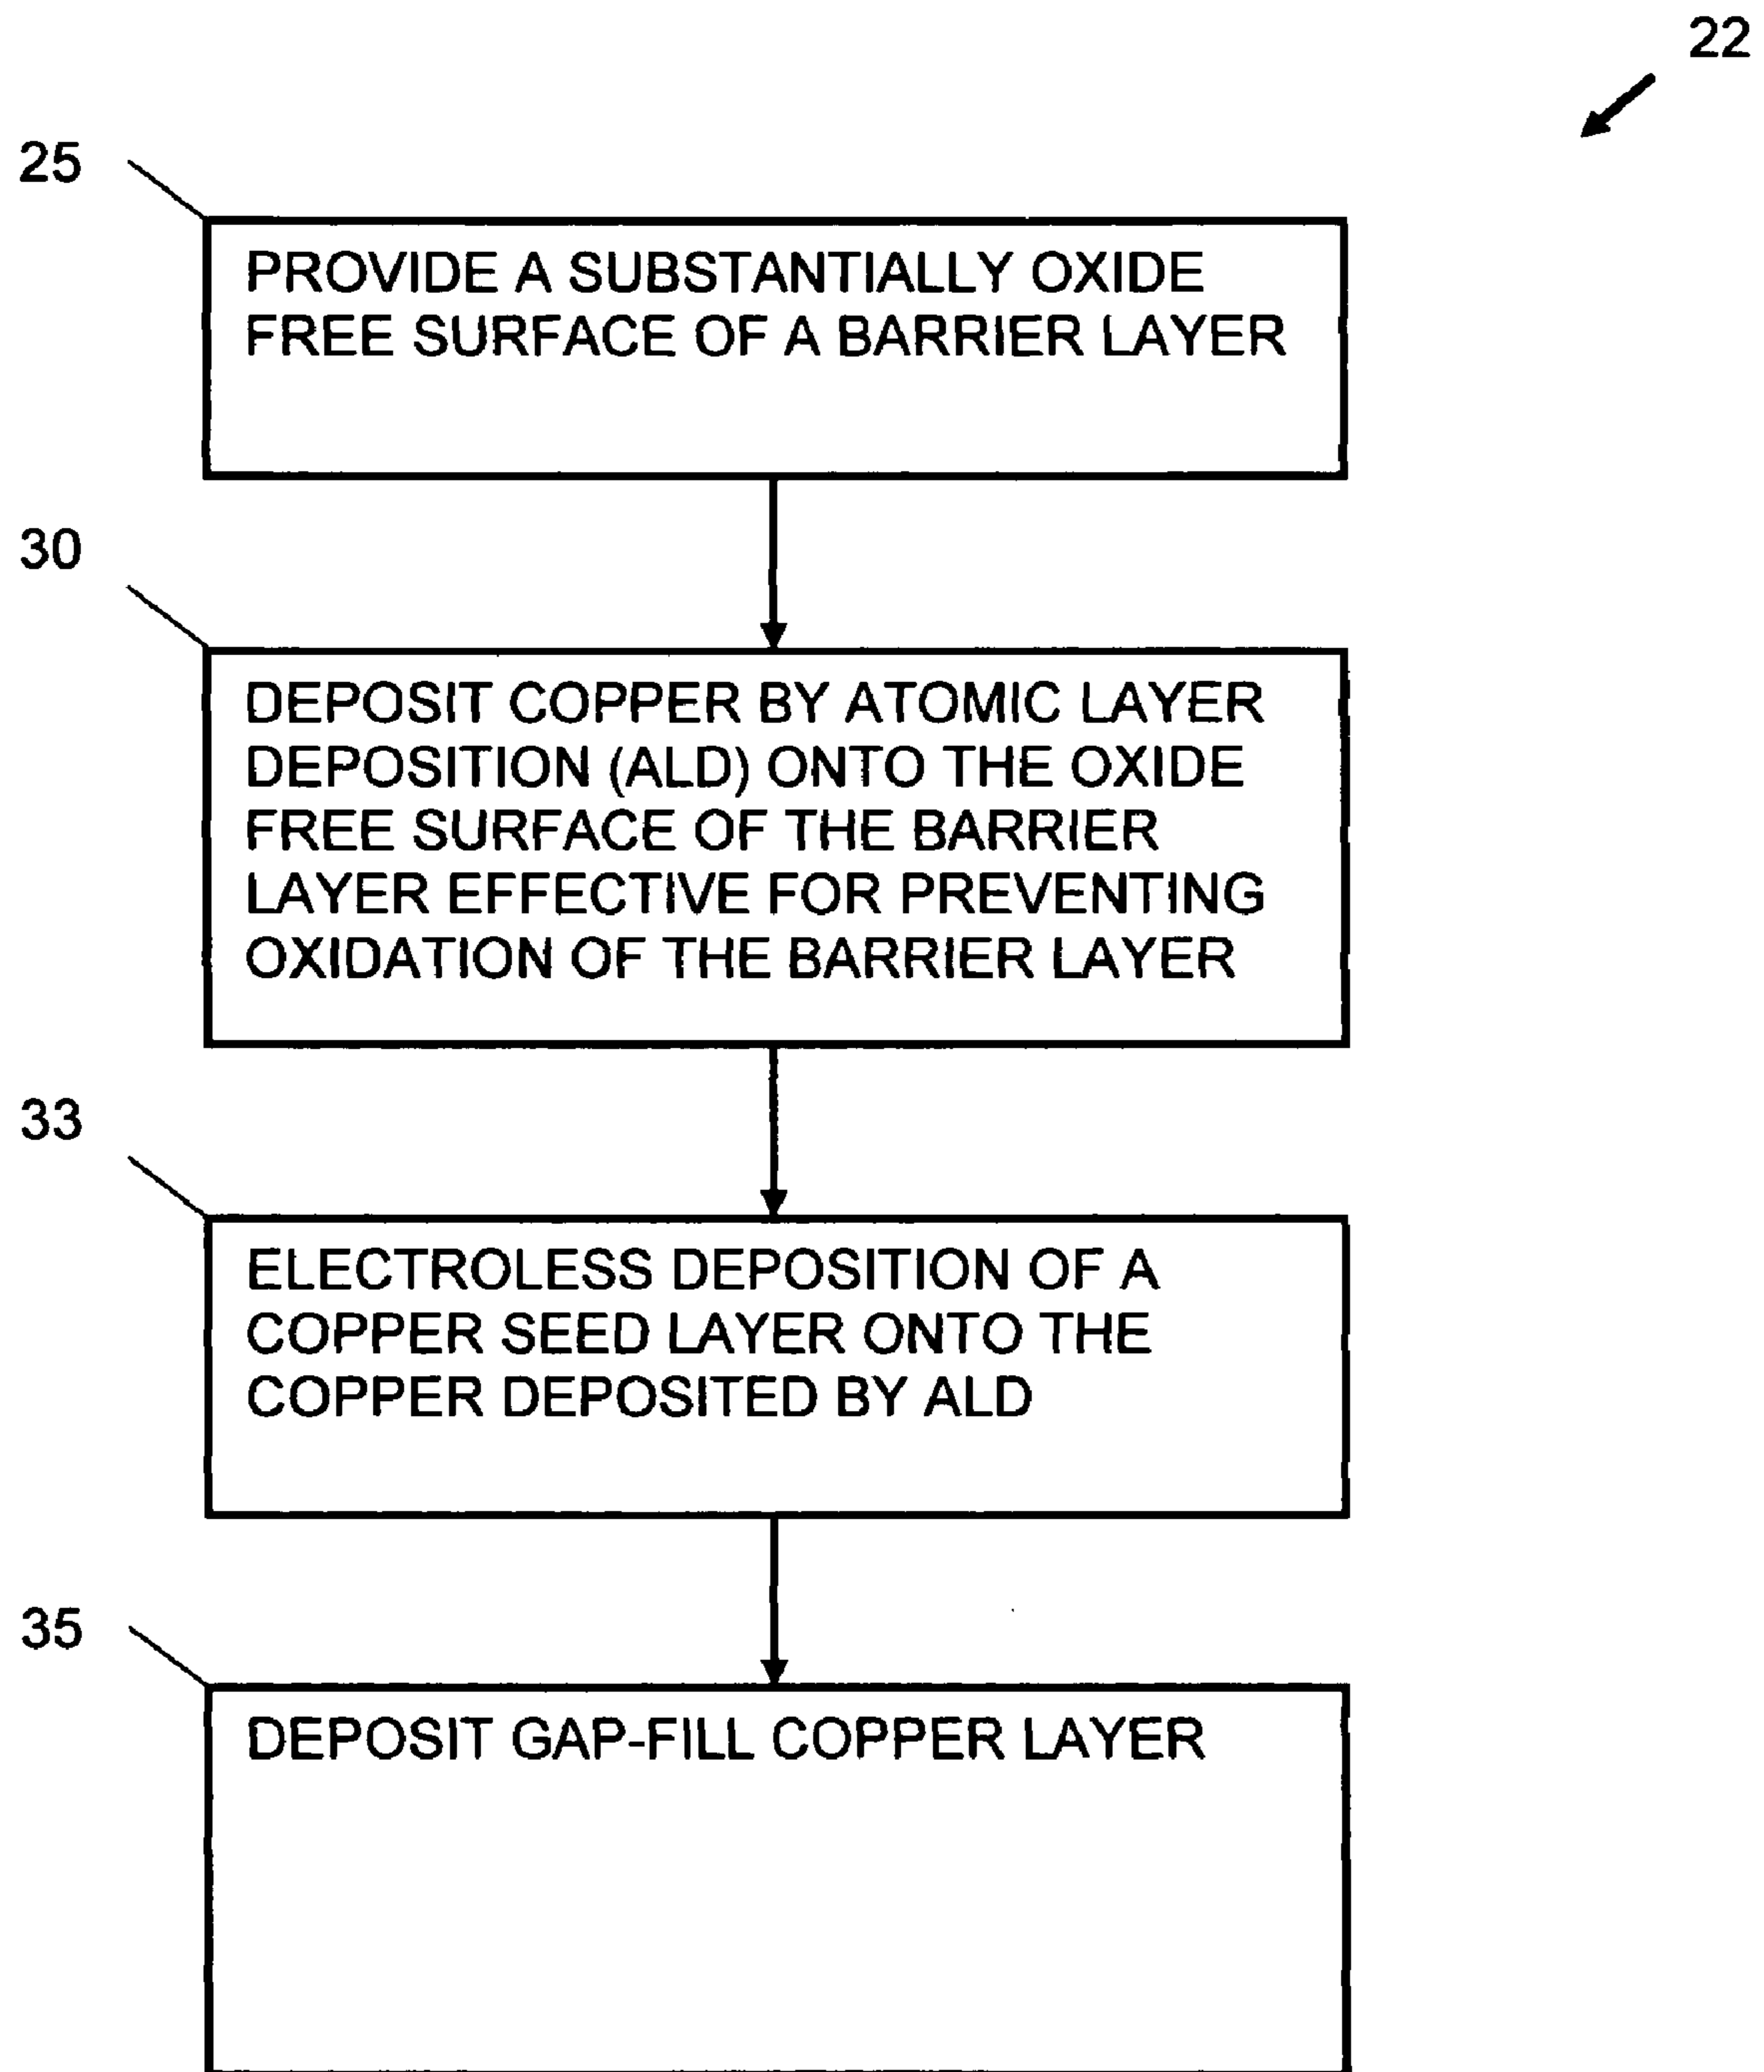 22
25
PROVIDE A SUBSTANTIALLY OXIDE
FREE SURFACE OF A BARRIER LAYER
30
DEPOSIT COPPER BY ATOMIC LAYER
DEPOSITION (ALD) ONTO THE OXIDE
FREE SURFACE OF THE BARRIER
LAYER EFFECTIVE FOR PREVENTING
OXIDATION OF THE BARRIER LAYER
33
ELECTROLESS DEPOSITION OF A
COPPER SEED LAYER ONTO THE
COPPER DEPOSITED BY ALD
35
DEPOSIT GAP-FILL COPPER LAYER